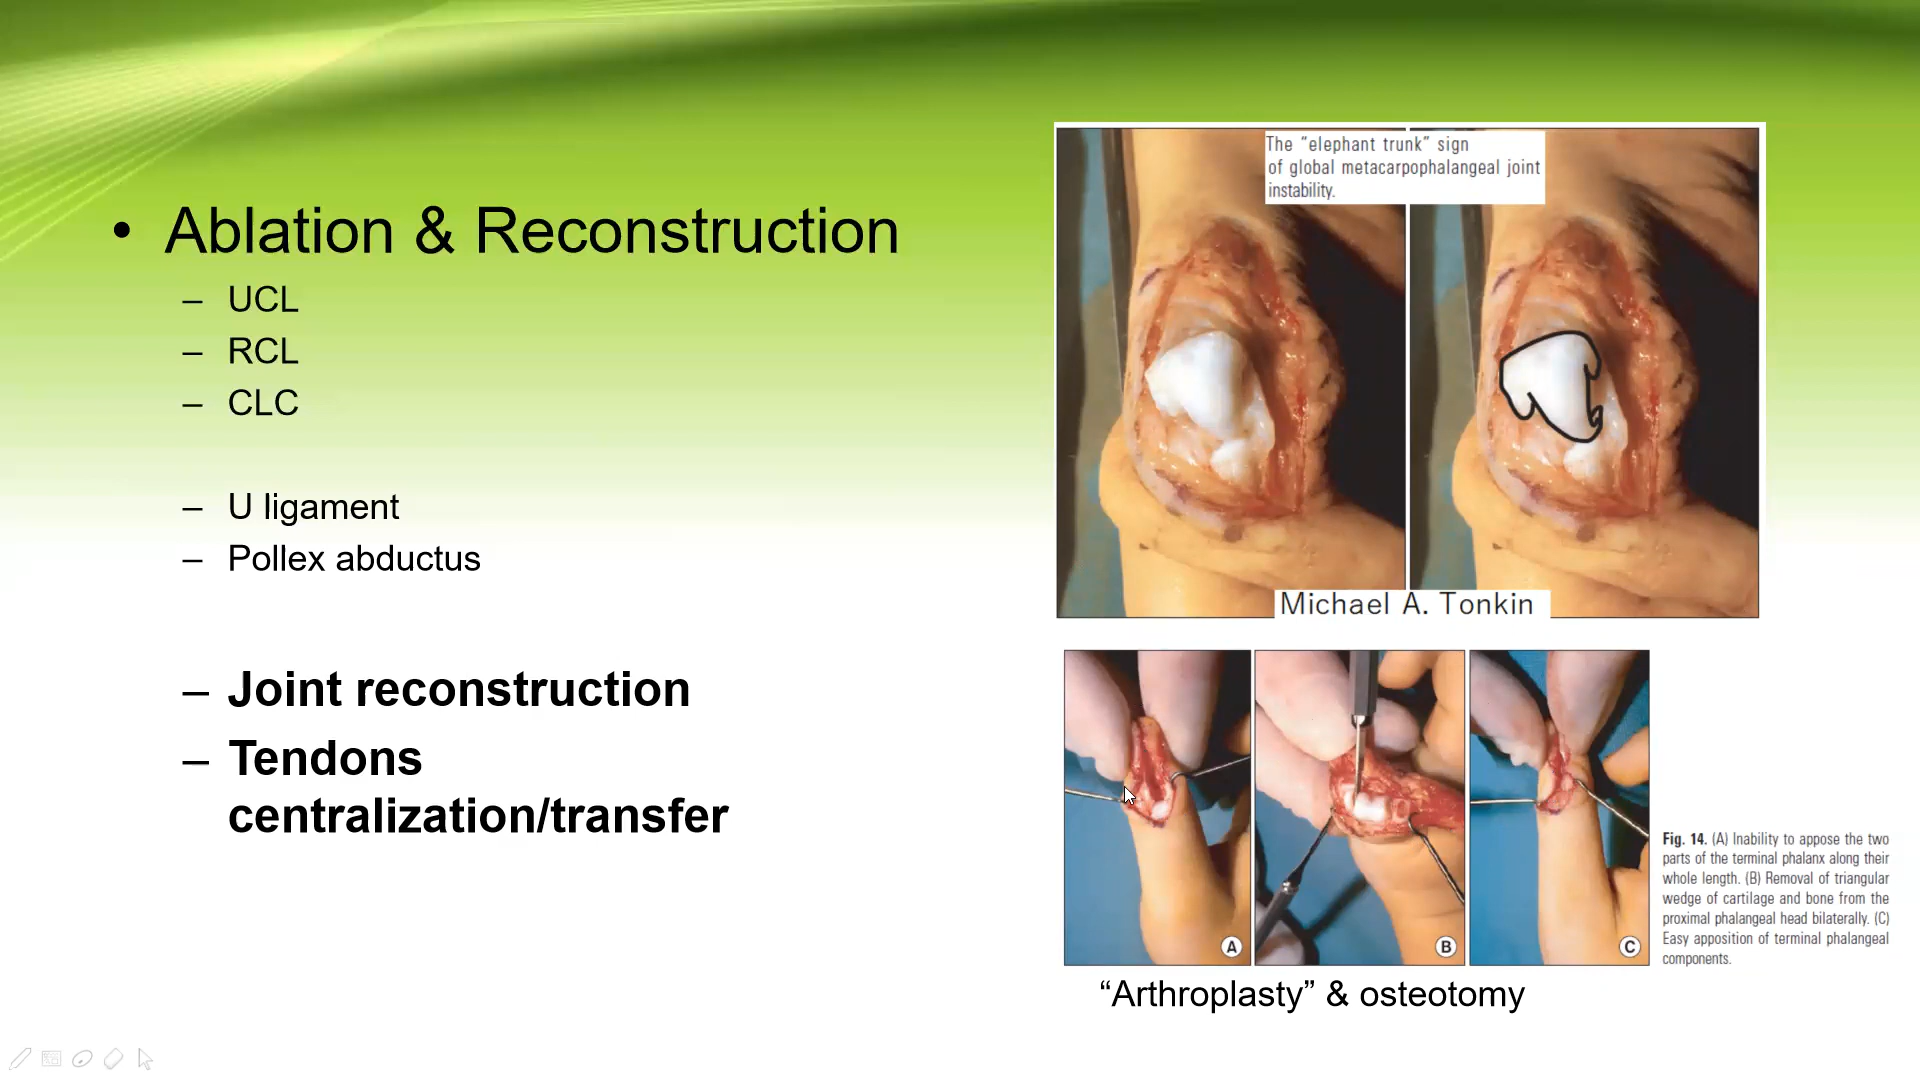 • Ablation & Reconstruction
– UCL
– RCL
– CLC
– U ligament
– Pollex abductus
– Joint reconstruction
– Tendons
centralization/transfer
The “elephant trunk” sign
of global metacarpophalangeal joint
instability.
Michael A. Tonkin
A
B
C
Fig. 14. (A) Inability to appose the two
parts of the terminal phalanx along their
whole length. (B) Removal of triangular
wedge of cartilage and bone from the
proximal phalangeal head bilaterally. (C)
Easy apposition of terminal phalangeal
components.
“Arthroplasty” & osteotomy